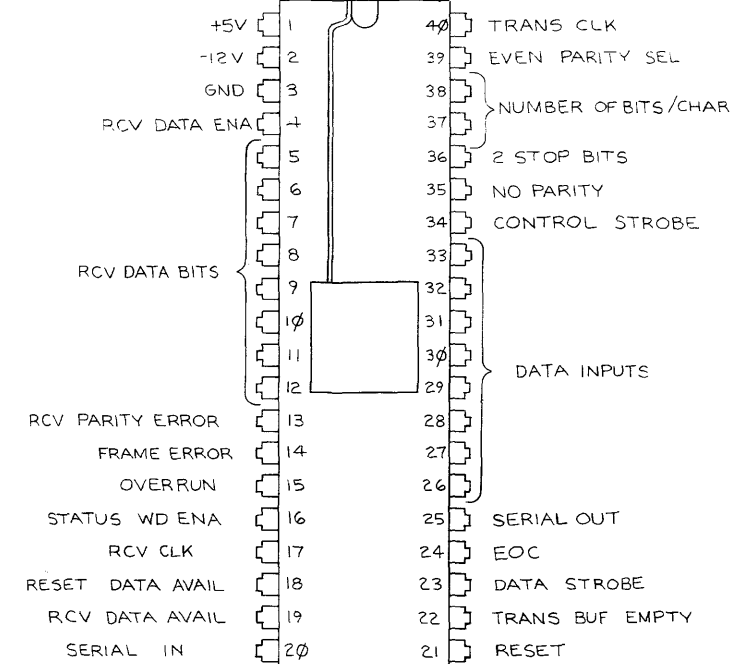 +5V 1 4Ø TRANS CLK
-12V 2 39 EVEN PARITY SEL
GND 3 38
NUMBER OF BITS/CHAR
RCV DATA ENA 4 37
5 36 2 STOP BITS
6 35 NO PARITY
7 34 CONTROL STROBE
8 33
RCV DATA BITS
9 32
1Ø 31
11 3Ø
DATA INPUTS
12 29
RCV PARITY ERROR 13 28
FRAME ERROR 14 27
OVERRUN 15 26
STATUS WD ENA 16 25 SERIAL OUT
RCV CLK 17 24 EOC
RESET DATA AVAIL 18 23 DATA STROBE
RCV DATA AVAIL 19 22 TRANS BUF EMPTY
SERIAL IN 2Ø 21 RESET